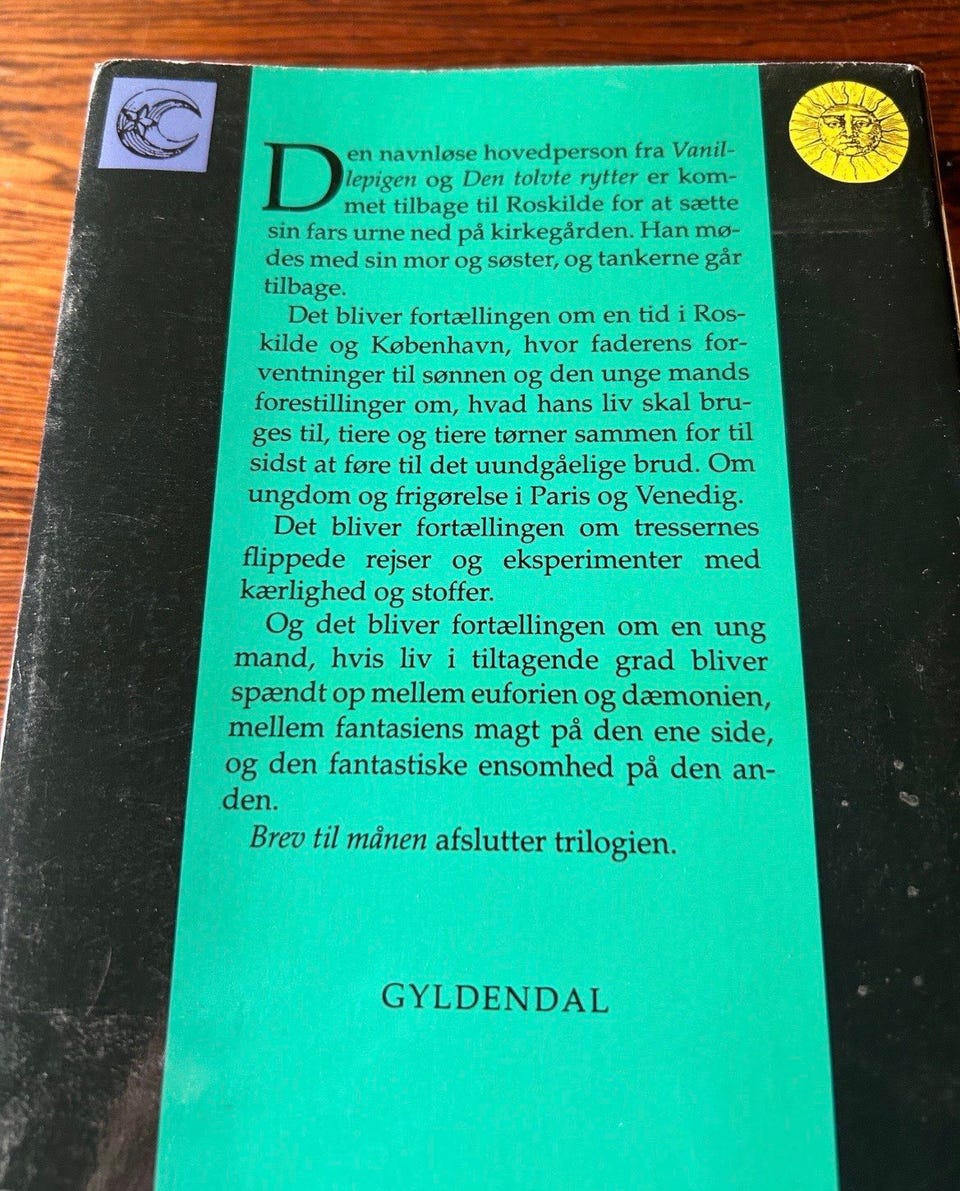 Den navnløse hovedperson fra Vanil-
lepigen og Den tolvte rytter er kom-
met tilbage til Roskilde for at sætte
sin fars urne ned på kirkegården. Han mø-
des med sin mor og søster, og tankerne går
tilbage.
Det bliver fortællingen om en tid i Ros-
kilde og København, hvor faderens for-
ventninger til sønnen og den unge mands
forestillinger om, hvad hans liv skal bru-
ges til, tiere og tiere tørner sammen for til
sidst at føre til det uundgåelige brud. Om
ungdom og frigørelse i Paris og Venedig.
Det bliver fortællingen om tressernes
flippede rejser og eksperimenter med
kærlighed og stoffer.
Og det bliver fortællingen om en ung
mand, hvis liv i tiltagende grad bliver
spændt op mellem euforien og dæmonien,
mellem fantasiens magt på den ene side,
og den fantastiske ensomhed på den an-
den.
Brev til månen afslutter trilogien.
GYLDENDAL